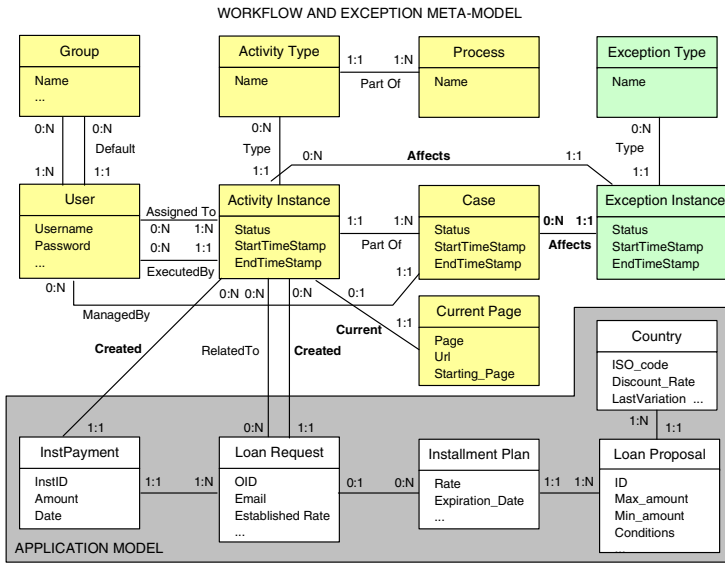 WORKFLOW AND EXCEPTION META-MODEL
Group
Name
...
Activity Type
Name
1:1
1:N
Part Of
Process
Name
Exception Type
Name
0:N
0:N
Default
1:N
1:1
0:N
Type
1:1
0:N
Affects
1:1
0:N
Type
1:1
User
Username
Password
...
Assigned To
0:N
1:N
0:N
1:1
ExecutedBy
Activity Instance
Status
StartTimeStamp
EndTimeStamp
1:1
1:N
Part Of
1:1
Case
Status
StartTimeStamp
EndTimeStamp
0:N
1:1
Affects
Exception Instance
Status
StartTimeStamp
EndTimeStamp
0:N
ManagedBy
0:N
0:N
0:N
0:1
Created
RelatedTo
Created
Current
1:1
Current Page
Page
Url
Starting_Page
Country
ISO_code
Discount_Rate
LastVariation ...
1:N
1:1
1:1
0:N
1:1
InstPayment
InstID
Amount
Date
1:1
1:N
Loan Request
OID
Email
Established Rate
...
0:1
0:N
Installment Plan
Rate
Expiration_Date
...
1:1
1:N
Loan Proposal
ID
Max_amount
Min_amount
Conditions
...
APPLICATION MODEL